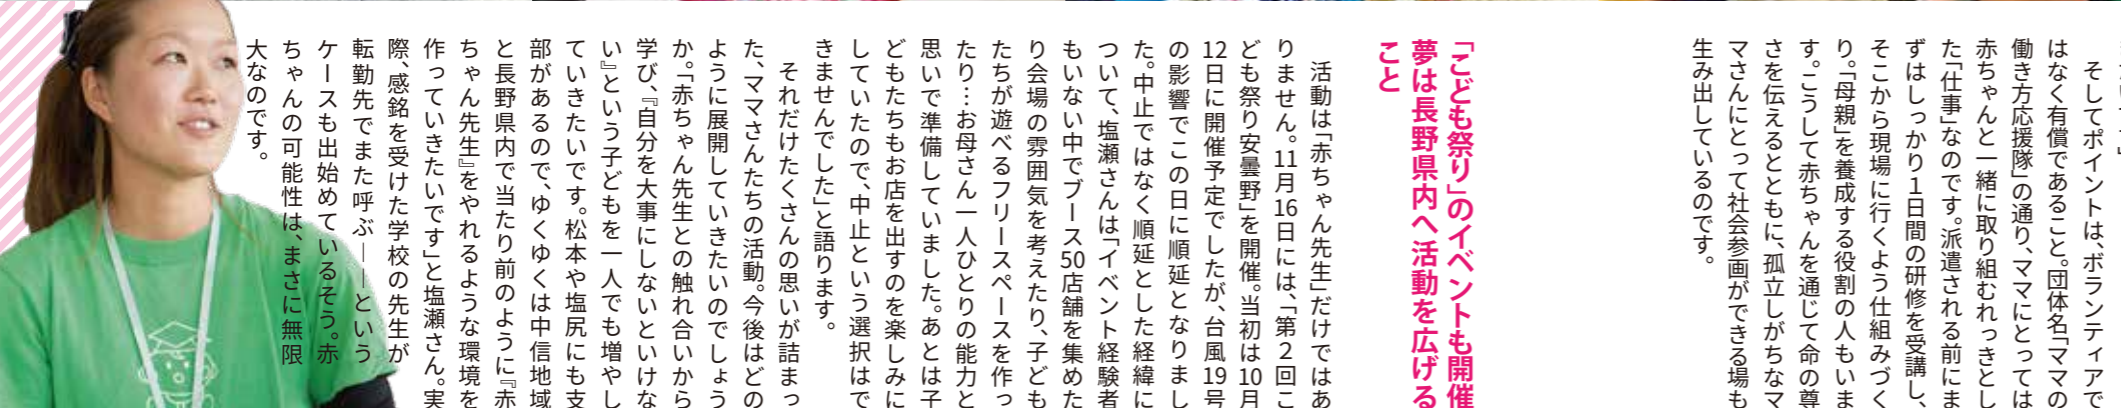 そしてポイントは、ボランティアで
はなく有償であること。団体名「ママの
働き方応援隊」の通り、ママにとっては
赤ちゃんと一緒に取り組むれっきとし
た「仕事」なのです。派遣される前にま
ずはしっかり1日間の研修を受講し、
そこから現場に行くよう仕組みづく
り。「母親」を養成する役割の人もいま
す。こうして赤ちゃんを通じて命の尊
さを伝えるとともに、孤立しがちなマ
マさんにとって社会参画ができる場も
生み出しているのです。
「こども祭り」のイベントも開催
夢は長野県内へ活動を広げる
こと
活動は「赤ちゃん先生」だけではあ
りません。11月16日には、「第2回こ
ども祭り安曇野」を開催。当初は10月
12日に開催予定でしたが、台風19号
の影響でこの日に順延となりまし
た。中止ではなく順延とした経緯に
ついて、塩瀬さんは「イベント経験者
もいない中でブース50店舗を集めた
り会場の雰囲気を考えたり、子ども
たちが遊べるフリースペースを作っ
たり…お母さん一人ひとりの能力と
思いで準備していました。あとは子
どもたちもお店を出すのを楽しみに
していたので、中止という選択はで
きませんでした」と語ります。
それだけたくさんの思いが詰まっ
た、ママさんたちの活動。今後はどの
ように展開していきたいのでしょう
か。「赤ちゃん先生との触れ合いから
学び、『自分を大事にしないといけな
い』という子どもを一人でも増やし
ていきたいです。松本や塩尻にも支
部があるので、ゆくゆくは中信地域
と長野県内で当たり前のように『赤
ちゃん先生』をやれるような環境を
作っていきたいです」と塩瀬さん。実
際、感銘を受けた学校の先生が
転勤先でまた呼ぶ――という
ケースも出始めているそう。赤
ちゃんの可能性は、まさに無限
大なのです。